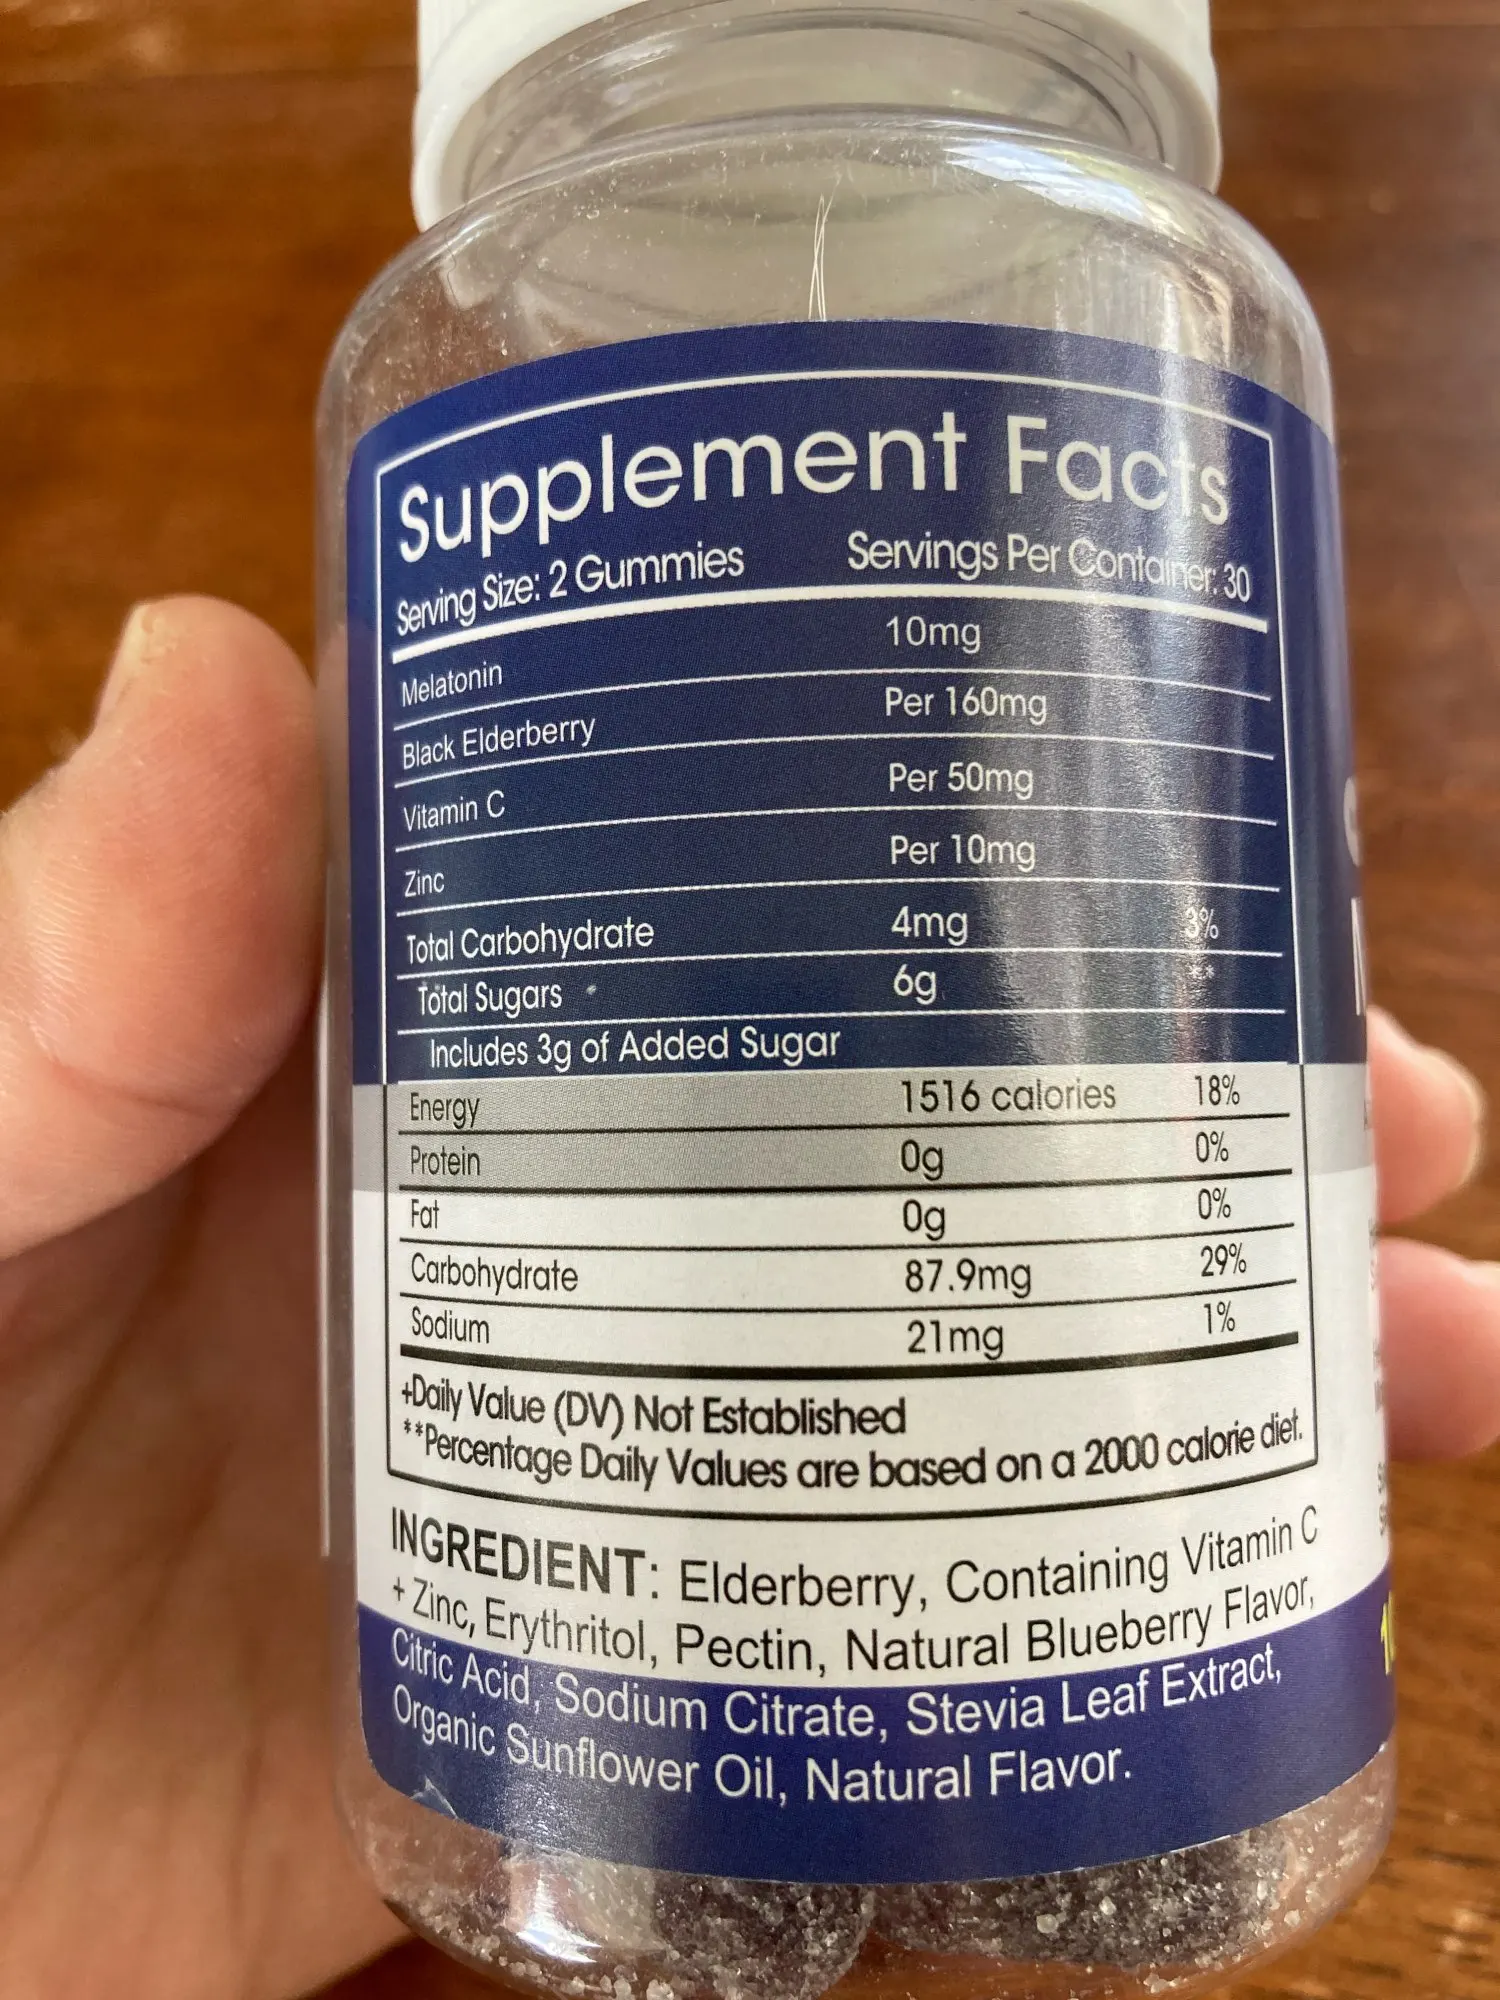 Supplement Facts
Serving Size: 2 Gummies Servings Per Container: 30
Melatonin 10mg
Black Elderberry Per 160mg
Vitamin C Per 50mg
Zinc Per 10mg
Total Carbohydrate 4mg 3%
Total Sugars 6g **
Includes 3g of Added Sugar
Energy 1516 calories 18%
Protein 0g 0%
Fat 0g 0%
Carbohydrate 87.9mg 29%
Sodium 21mg 1%
+Daily Value (DV) Not Established
**Percentage Daily Values are based on a 2000 calorie diet.
INGREDIENT: Elderberry, Containing Vitamin C
+ Zinc, Erythritol, Pectin, Natural Blueberry Flavor,
Citric Acid, Sodium Citrate, Stevia Leaf Extract,
Organic Sunflower Oil, Natural Flavor.